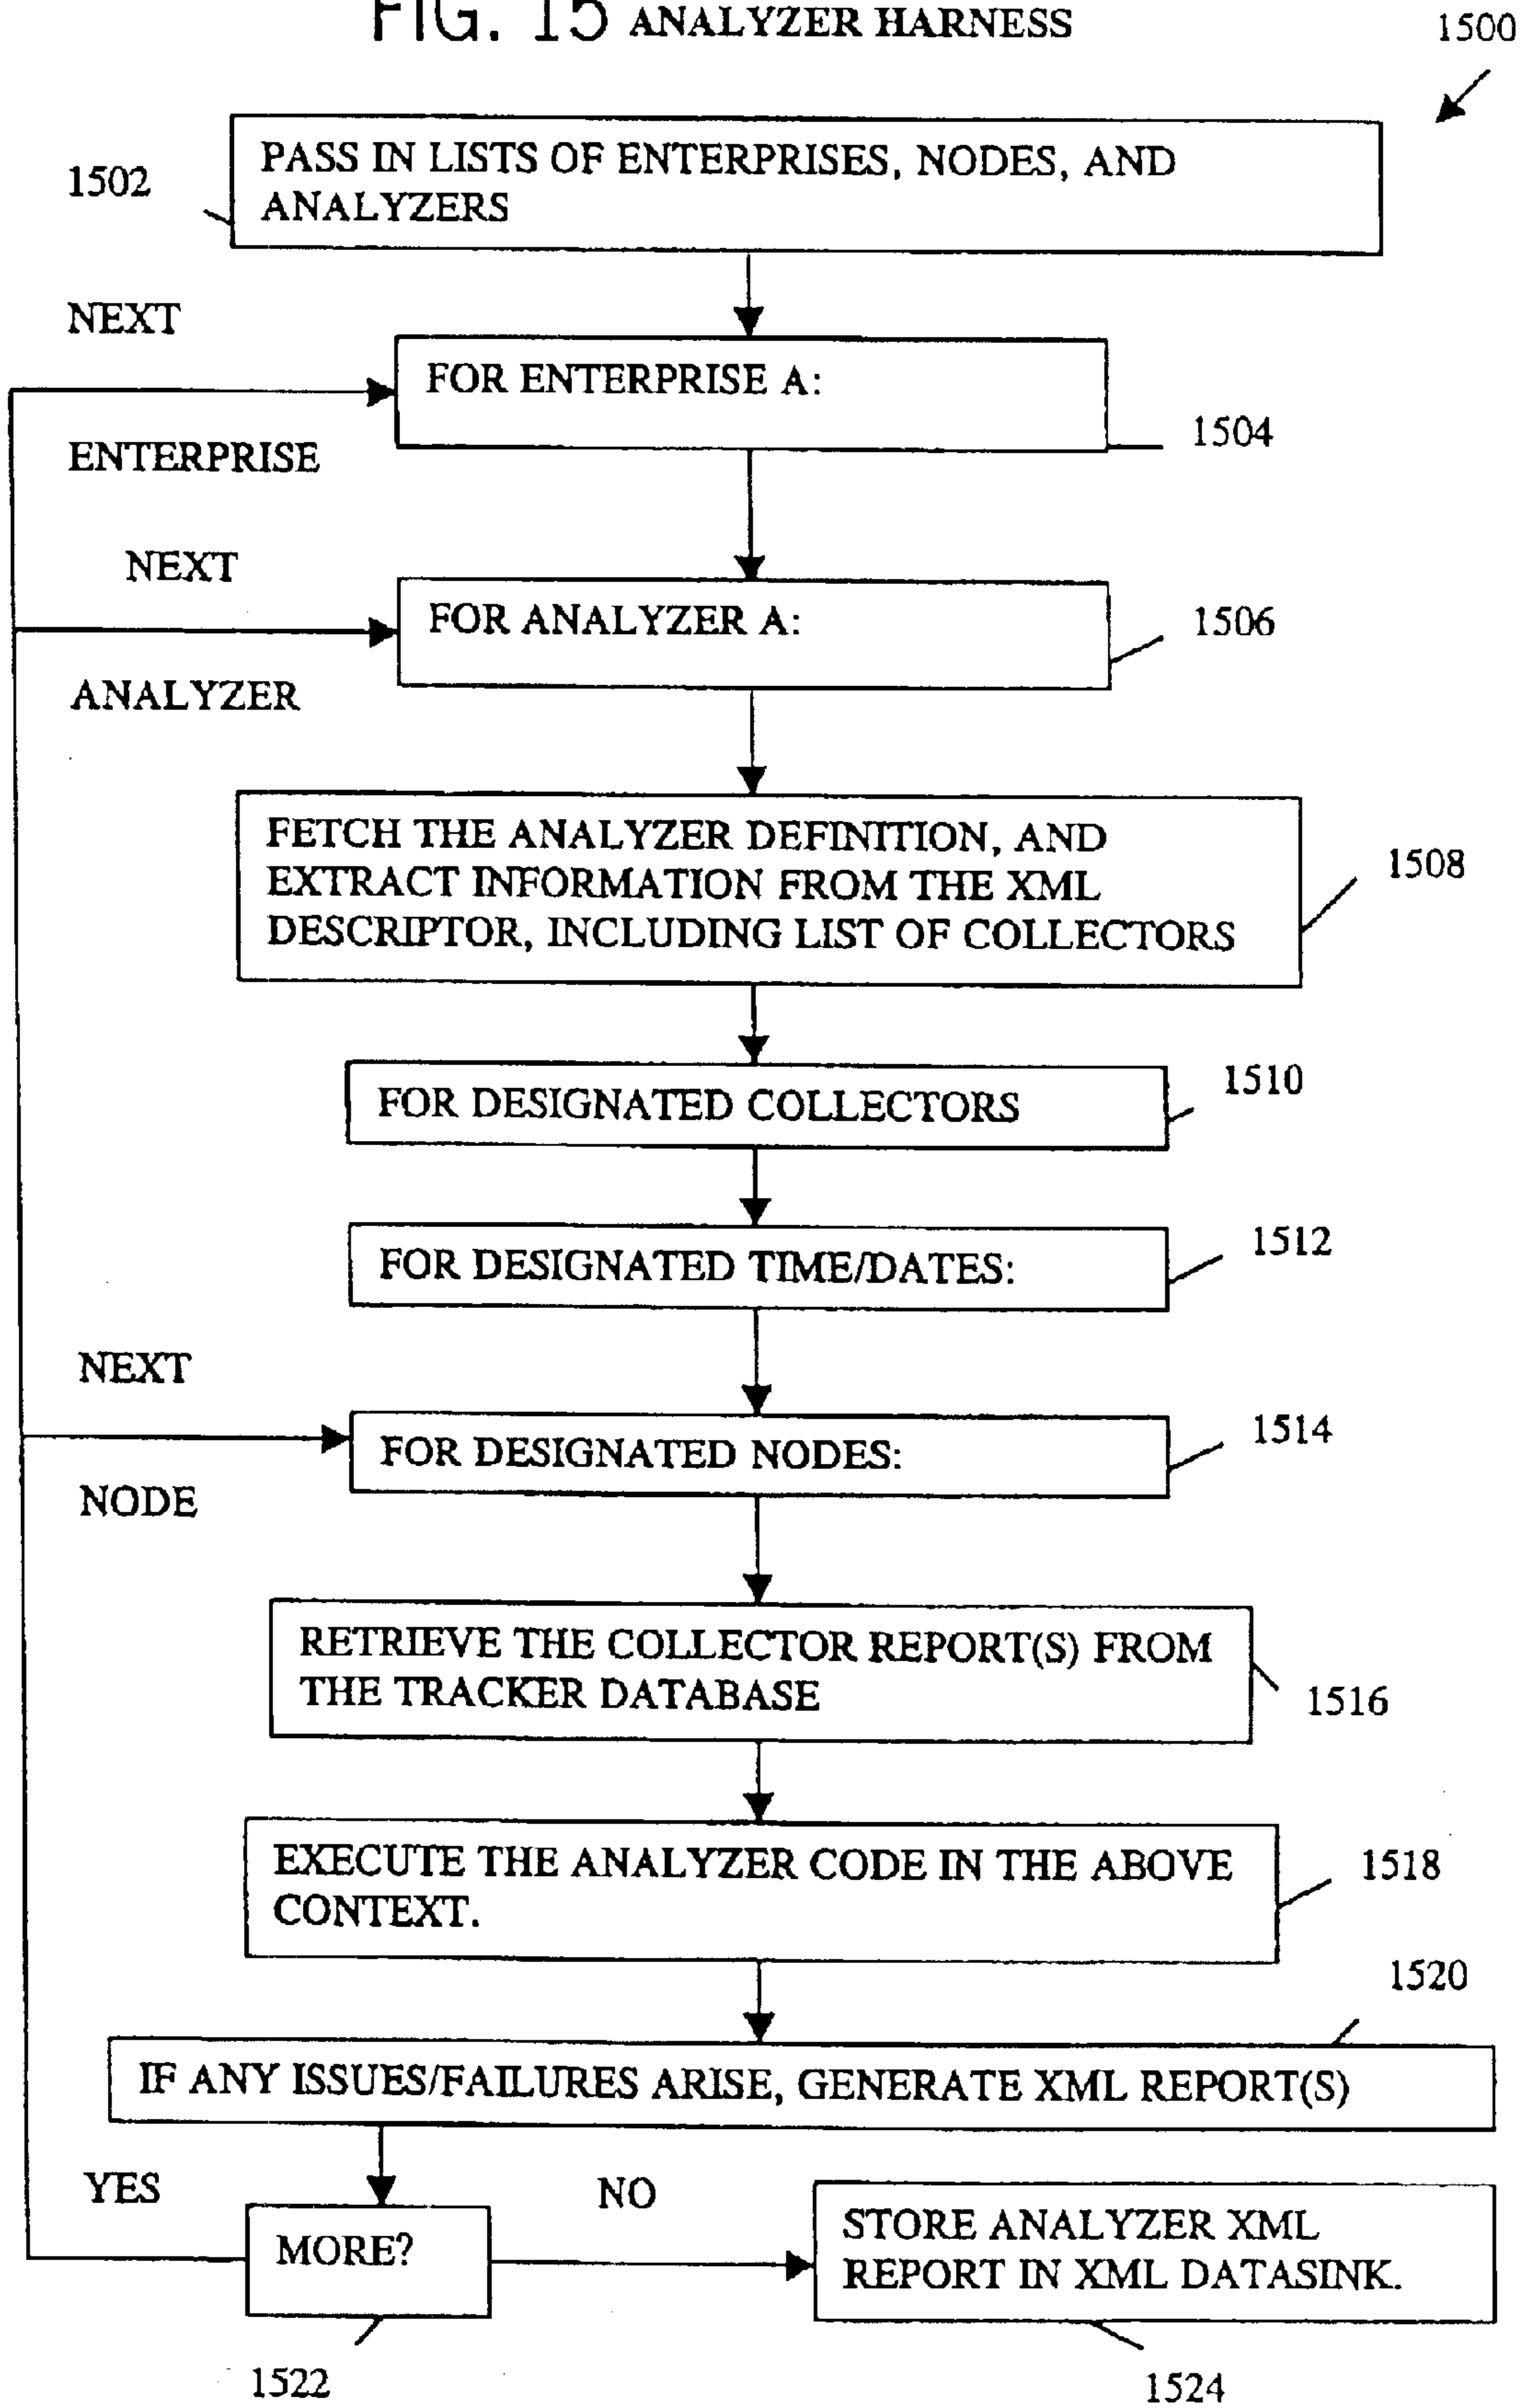 FIG. 15 ANALYZER HARNESS
1500
1502
PASS IN LISTS OF ENTERPRISES, NODES, AND
ANALYZERS
NEXT
FOR ENTERPRISE A:
1504
ENTERPRISE
NEXT
FOR ANALYZER A:
1506
ANALYZER
FETCH THE ANALYZER DEFINITION, AND
EXTRACT INFORMATION FROM THE XML
DESCRIPTOR, INCLUDING LIST OF COLLECTORS
1508
FOR DESIGNATED COLLECTORS
1510
FOR DESIGNATED TIME/DATES:
1512
NEXT
FOR DESIGNATED NODES:
1514
NODE
RETRIEVE THE COLLECTOR REPORT(S) FROM
THE TRACKER DATABASE
1516
EXECUTE THE ANALYZER CODE IN THE ABOVE
CONTEXT.
1518
1520
IF ANY ISSUES/FAILURES ARISE, GENERATE XML REPORT(S)
YES
MORE?
NO
STORE ANALYZER XML
REPORT IN XML DATASINK.
1522
1524